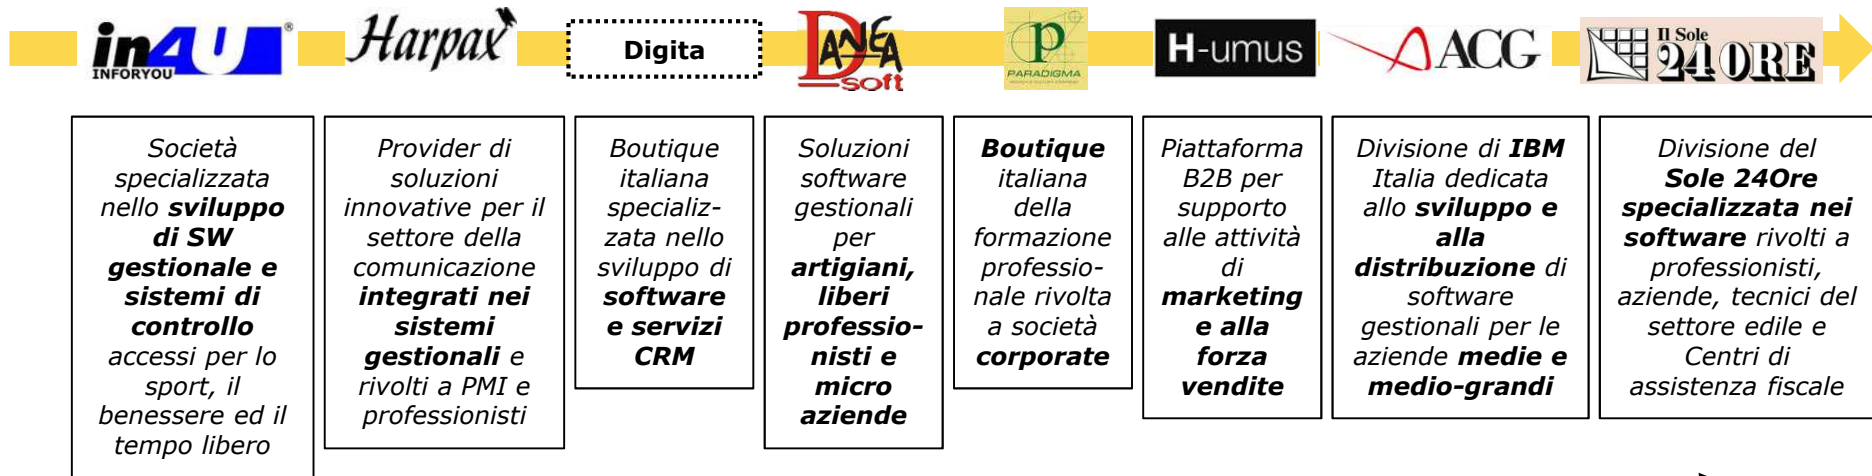 in4U®
INFORYOU
Harpax
Digita
DANEA
soft
p
PARADIGMA
H-umus
ACG
Il Sole
24 ORE
Società
specializzata
nello sviluppo
di SW
gestionale e
sistemi di
controllo
accessi per lo
sport, il
benessere ed il
tempo libero
Provider di
soluzioni
innovative per il
settore della
comunicazione
integrati nei
sistemi
gestionali e
rivolti a PMI e
professionisti
Boutique
italiana
specializ-
zata nello
sviluppo di
software
e servizi
CRM
Soluzioni
software
gestionali
per
artigiani,
liberi
professio-
nisti e
micro
aziende
Boutique
italiana
della
formazione
professio-
nale rivolta
a società
corporate
Piattaforma
B2B per
supporto
alle attività
di
marketing
e alla
forza
vendite
Divisione di IBM
Italia dedicata
allo sviluppo e
alla
distribuzione di
software
gestionali per le
aziende medie e
medio-grandi
Divisione del
Sole 24Ore
specializzata nei
software rivolti a
professionisti,
aziende, tecnici del
settore edile e
Centri di
assistenza fiscale